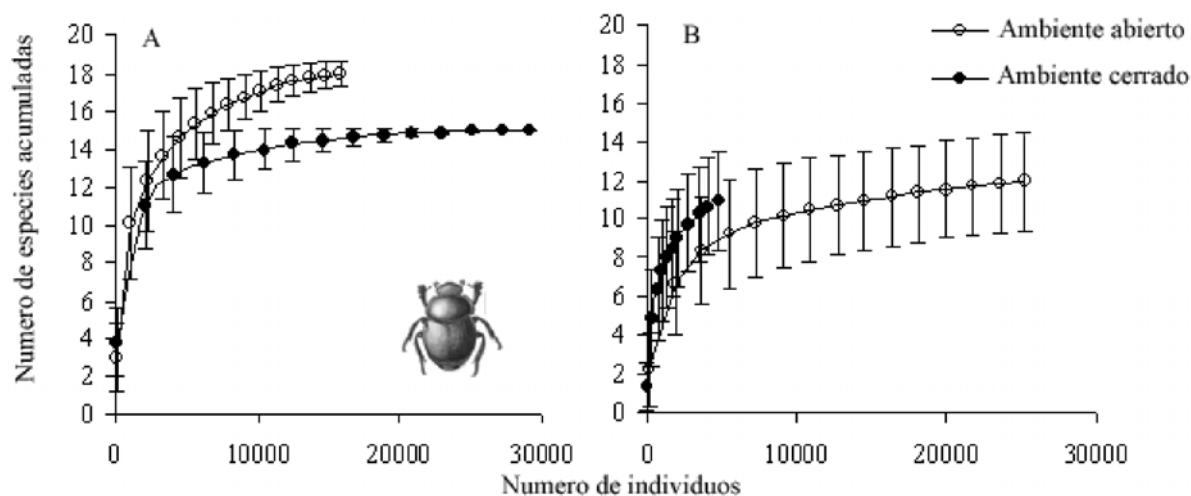 A
20
18
16
14
12
10
8
6
4
2
0
0 10000 20000 30000
B
20
18
16
14
12
10
8
6
4
2
0
0 10000 20000 30000
Ambiente abierto
Ambiente cerrado
Numero de especies acumuladas
Numero de individuos